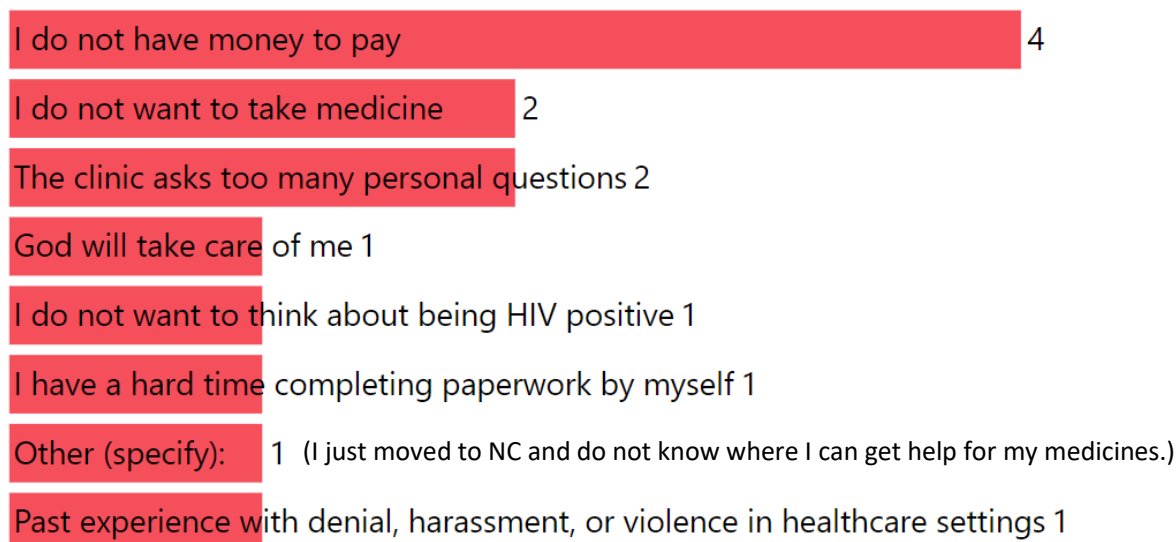 I do not have money to pay 4
I do not want to take medicine 2
The clinic asks too many personal questions 2
God will take care of me 1
I do not want to think about being HIV positive 1
I have a hard time completing paperwork by myself 1
Other (specify): 1 (I just moved to NC and do not know where I can get help for my medicines.)
Past experience with denial, harassment, or violence in healthcare settings 1